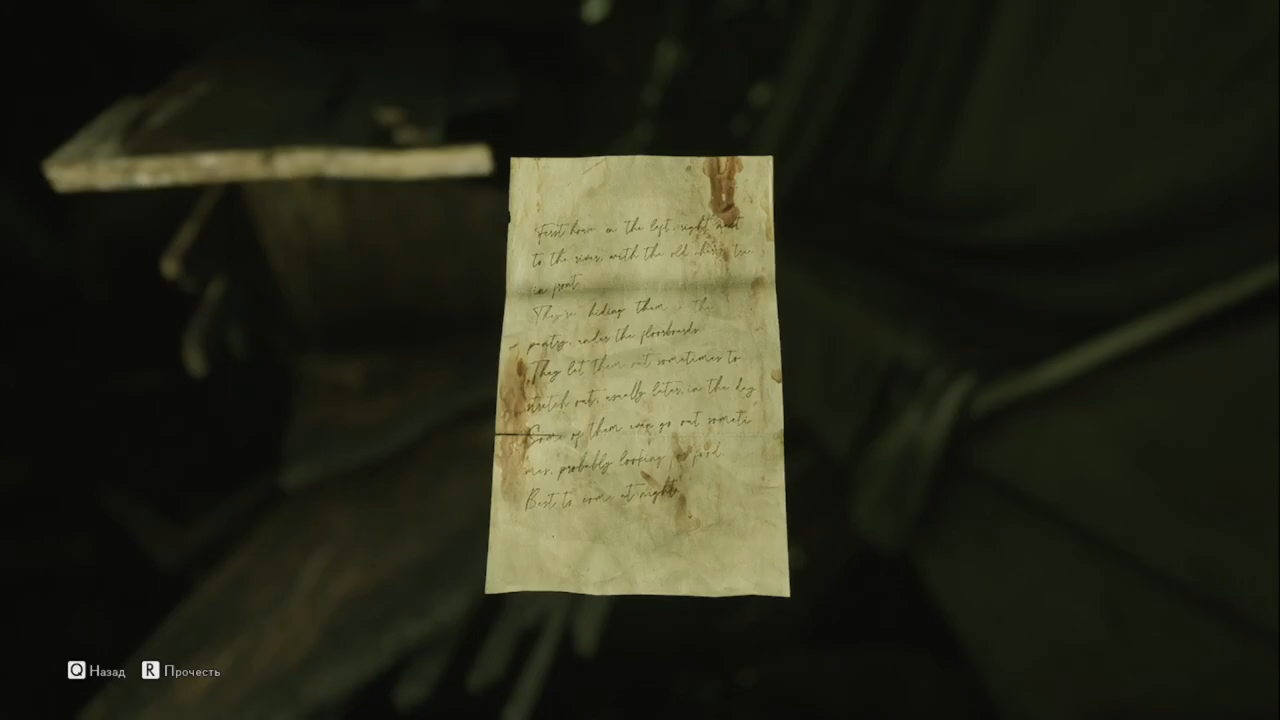 First house on the left, right next
to the river, with the old cherry tree
in front
They're hiding them in the
pantry, under the floorboards
They let them out sometimes to
stretch out, usually later, in the day
Some of them even go out someti
mes, probably looking for food
Best to come at night
Q Назад R Прочесть